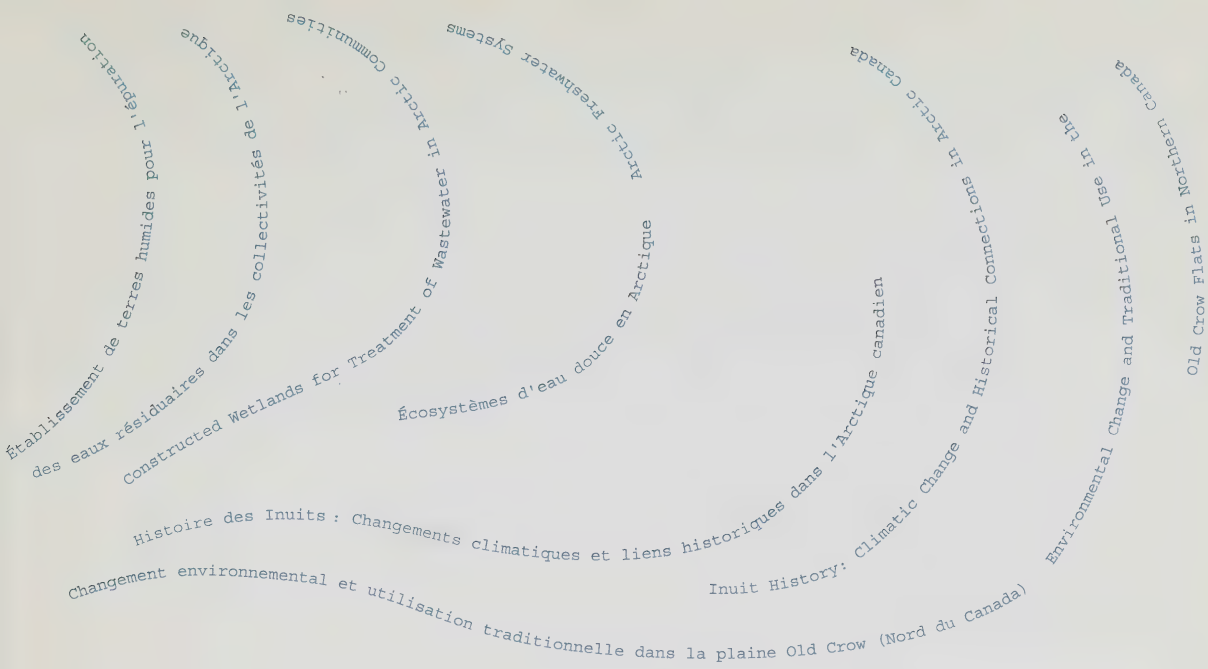 Établissement de terres humides pour l'épuration
des eaux résiduaires dans les collectivités de l'Arctique
Constructed Wetlands for Treatment of Wastewater in Arctic Communities
Écosystèmes d'eau douce en Arctique
Arctic Freshwater Systems
Histoire des Inuits : Changements climatiques et liens historiques dans l'Arctique canadien
Inuit History: Climatic Change and Historical Connections in Arctic Canada
Changement environnemental et utilisation traditionnelle dans la plaine Old Crow (Nord du Canada)
Environmental Change and Traditional Use in the
Old Crow Flats in Northern Canada